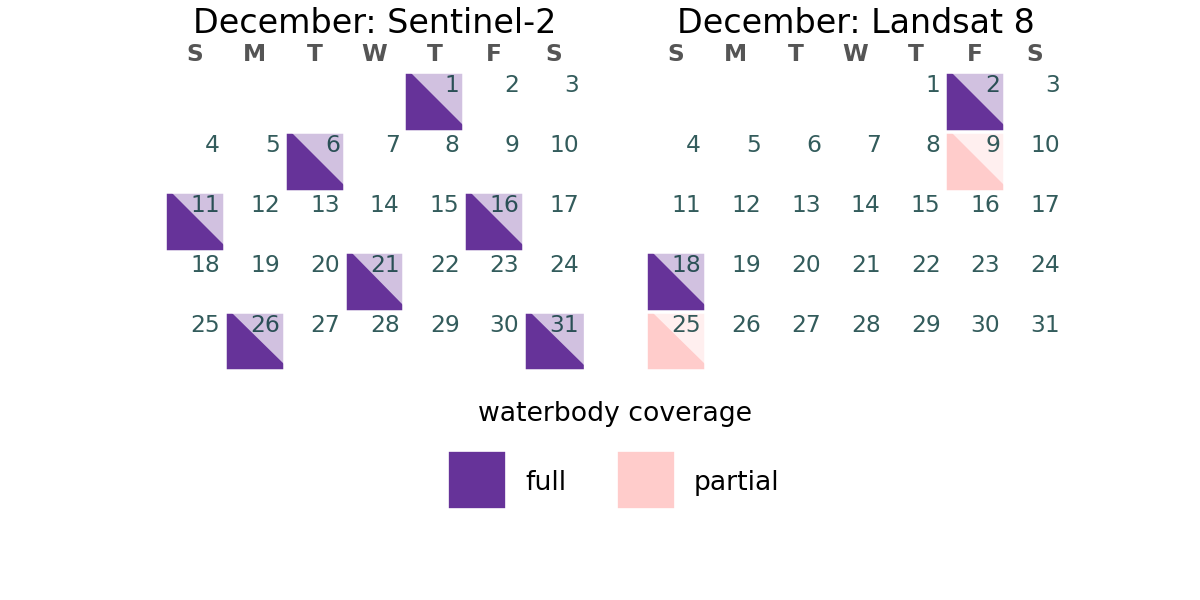 December: Sentinel-2
S M T W T F S
1 2 3
4 5 6 7 8 9 10
11 12 13 14 15 16 17
18 19 20 21 22 23 24
25 26 27 28 29 30 31
December: Landsat 8
S M T W T F S
1 2 3
4 5 6 7 8 9 10
11 12 13 14 15 16 17
18 19 20 21 22 23 24
25 26 27 28 29 30 31
waterbody coverage
full partial